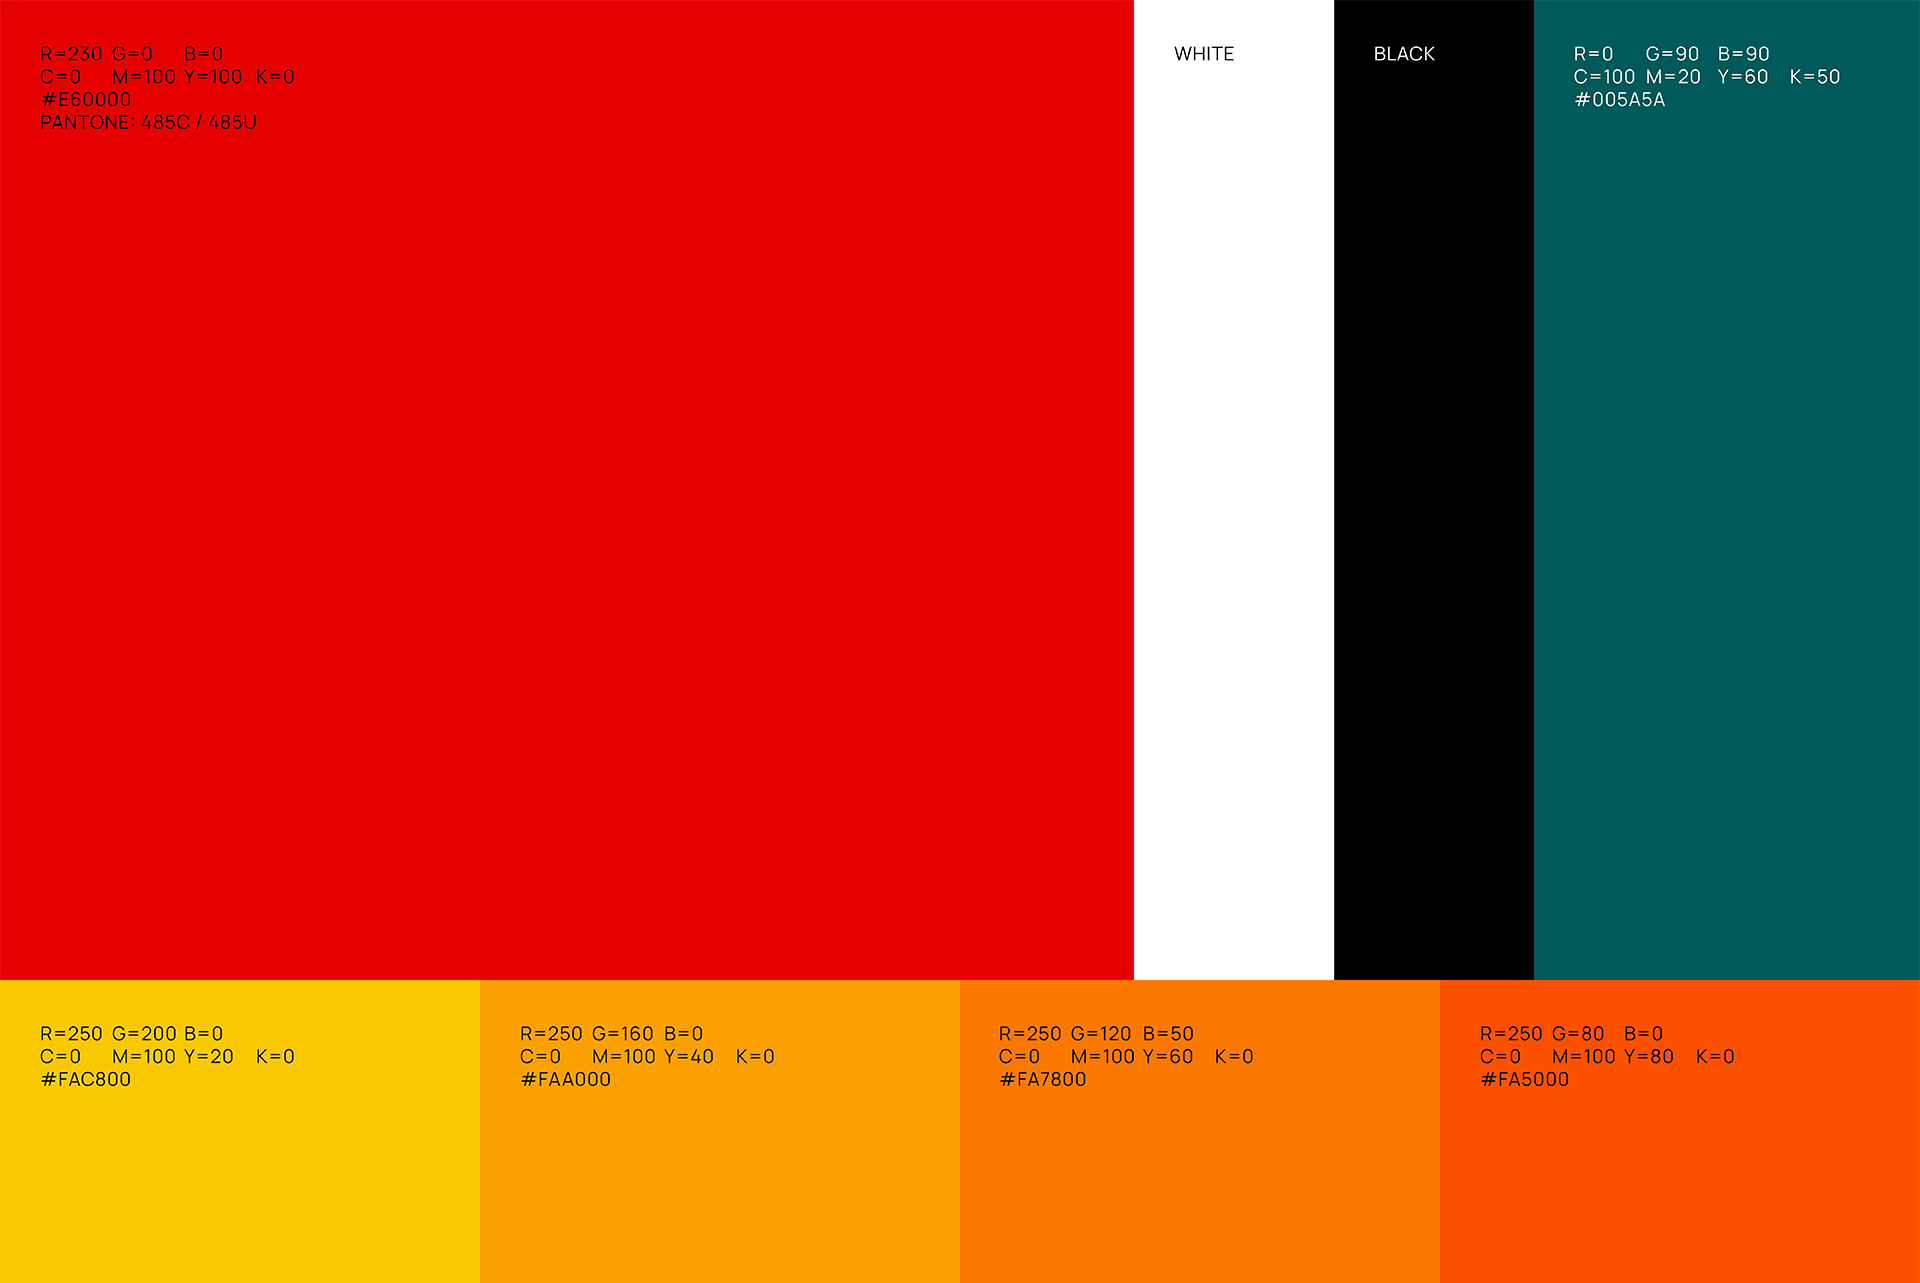 R=230 G=0 B=0
C=0 M=100 Y=100 K=0
#E60000
PANTONE: 485C / 485U
WHITE
BLACK
R=0 G=90 B=90
C=100 M=20 Y=60 K=50
#005A5A
R=250 G=200 B=0
C=0 M=100 Y=20 K=0
#FAC800
R=250 G=160 B=0
C=0 M=100 Y=40 K=0
#FAA000
R=250 G=120 B=50
C=0 M=100 Y=60 K=0
#FA7800
R=250 G=80 B=0
C=0 M=100 Y=80 K=0
#FA5000